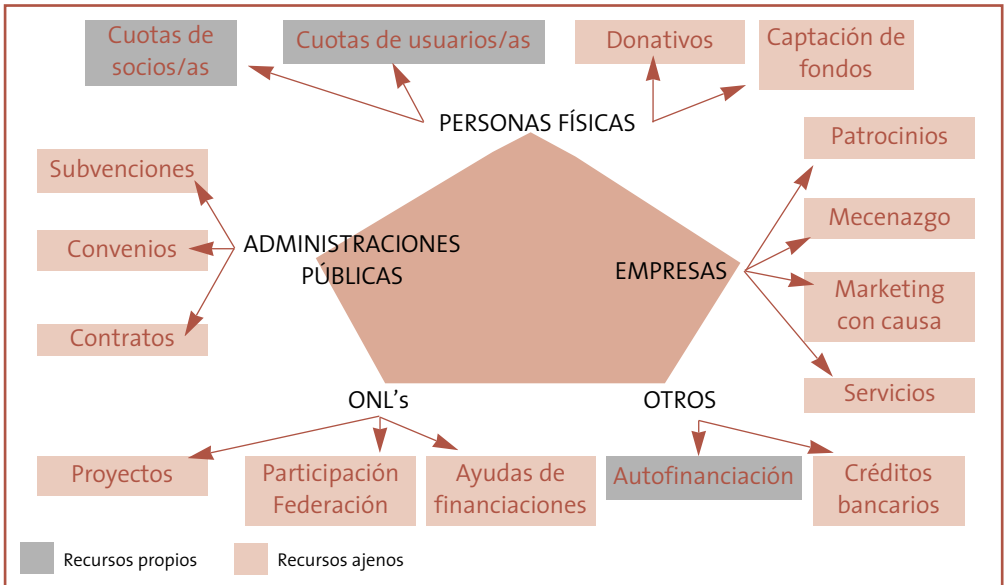 Cuotas de
socios/as
Cuotas de usuarios/as
Donativos
Captación de
fondos
PERSONAS FÍSICAS
Patrocinios
Subvenciones
Mecenazgo
Convenios
ADMINISTRACIONES
PÚBLICAS
EMPRESAS
Marketing
con causa
Contratos
Servicios
ONL's
OTROS
Proyectos
Participación
Federación
Ayudas de
financiaciones
Autofinanciación
Créditos
bancarios
Recursos propios
Recursos ajenos